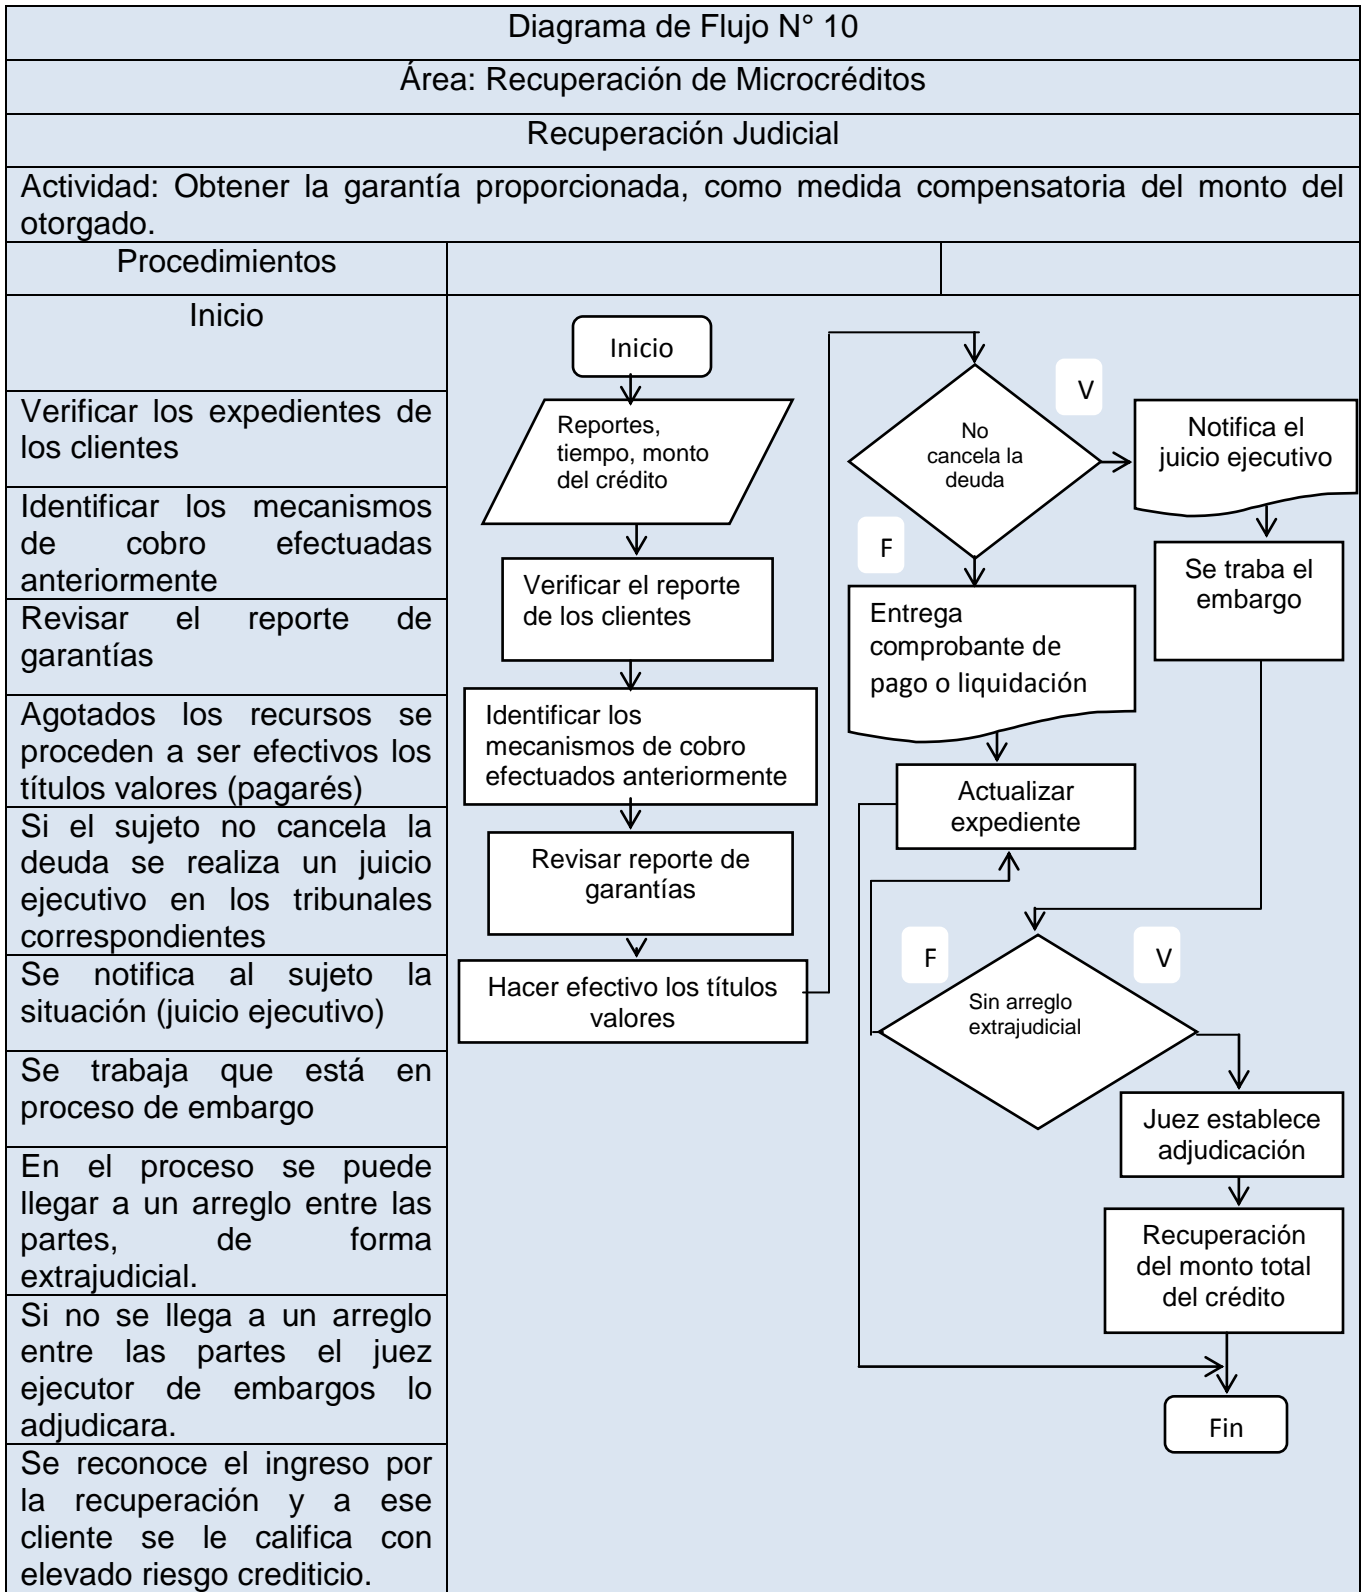 Diagrama de Flujo N° 10
Área: Recuperación de Microcréditos
Recuperación Judicial
Actividad: Obtener la garantía proporcionada, como medida compensatoria del monto del
otorgado.
Procedimientos
Inicio
Verificar los expedientes de
los clientes
Identificar los mecanismos
de cobro efectuadas
anteriormente
Revisar el reporte de
garantías
Agotados los recursos se
proceden a ser efectivos los
títulos valores (pagarés)
Si el sujeto no cancela la
deuda se realiza un juicio
ejecutivo en los tribunales
correspondientes
Se notifica al sujeto la
situación (juicio ejecutivo)
Se trabaja que está en
proceso de embargo
En el proceso se puede
llegar a un arreglo entre las
partes, de forma
extrajudicial.
Si no se llega a un arreglo
entre las partes el juez
ejecutor de embargos lo
adjudicara.
Se reconoce el ingreso por
la recuperación y a ese
cliente se le califica con
elevado riesgo crediticio.
Inicio
Reportes,
tiempo, monto
del crédito
Verificar el reporte
de los clientes
Identificar los
mecanismos de cobro
efectuados anteriormente
Revisar reporte de
garantías
Hacer efectivo los títulos
valores
No
cancela la
deuda
V
Notifica el
juicio ejecutivo
F
Se traba el
embargo
Entrega
comprobante de
pago o liquidación
Actualizar
expediente
F
V
Sin arreglo
extrajudicial
Juez establece
adjudicación
Recuperación
del monto total
del crédito
Fin